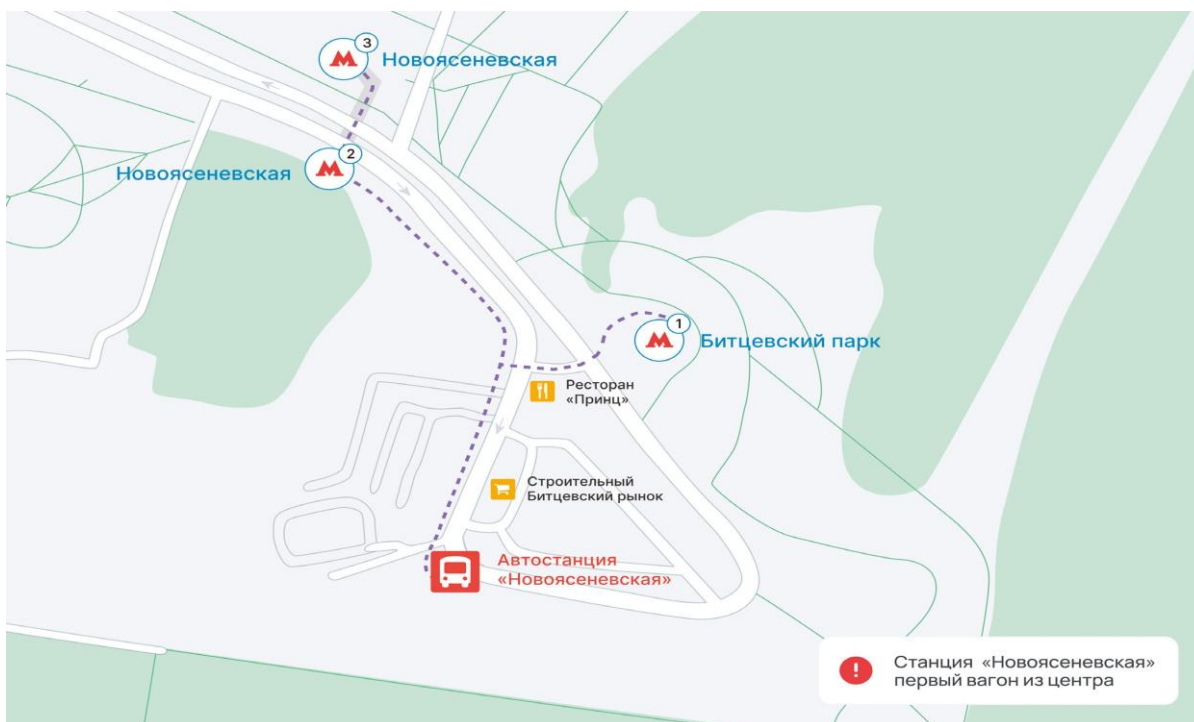 3
Новоясеневская
2
Новоясеневская
1
Битцевский парк
Ресторан
«Принц»
Строительный
Битцевский рынок
Автостанция
«Новоясеневская»
Станция «Новоясеневская»
первый вагон из центра